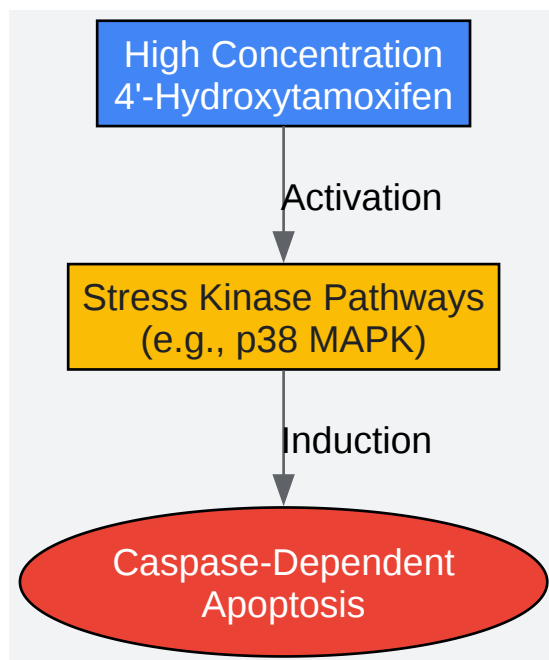 High Concentration
4'-Hydroxytamoxifen
Activation
Stress Kinase Pathways
(e.g., p38 MAPK)
Induction
Caspase-Dependent
Apoptosis